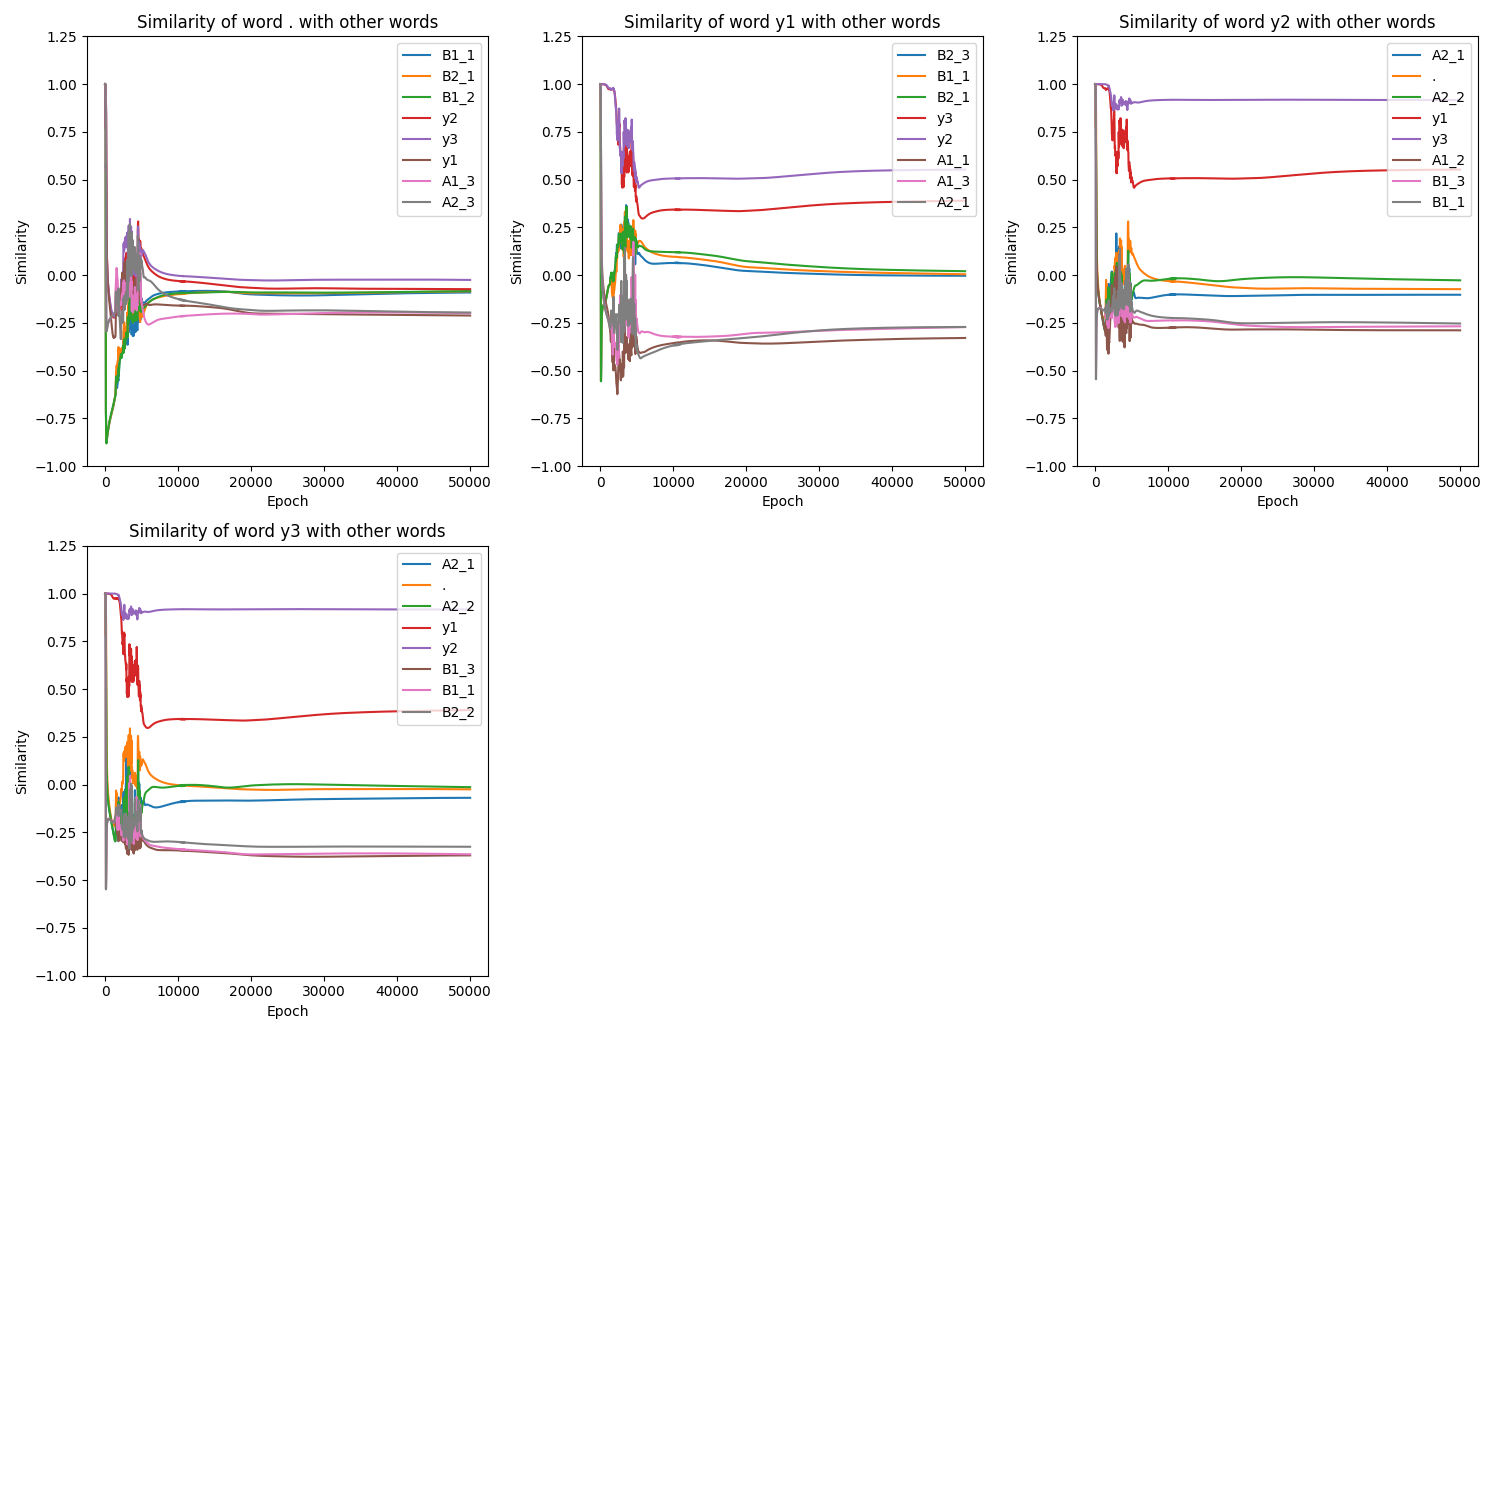 Similarity of word . with other words
1.25
1.00
0.75
0.50
0.25
0.00
−0.25
−0.50
−0.75
−1.00
Similarity
0 10000 20000 30000 40000 50000
Epoch
B1_1
B2_1
B1_2
y2
y3
y1
A1_3
A2_3
Similarity of word y1 with other words
1.25
1.00
0.75
0.50
0.25
0.00
−0.25
−0.50
−0.75
−1.00
Similarity
0 10000 20000 30000 40000 50000
Epoch
B2_3
B1_1
B2_1
y3
y2
A1_1
A1_3
A2_1
Similarity of word y2 with other words
1.25
1.00
0.75
0.50
0.25
0.00
−0.25
−0.50
−0.75
−1.00
Similarity
0 10000 20000 30000 40000 50000
Epoch
A2_1
.
A2_2
y1
y3
A1_2
B1_3
B1_1
Similarity of word y3 with other words
1.25
1.00
0.75
0.50
0.25
0.00
−0.25
−0.50
−0.75
−1.00
Similarity
0 10000 20000 30000 40000 50000
Epoch
A2_1
.
A2_2
y1
y2
B1_3
B1_1
B2_2